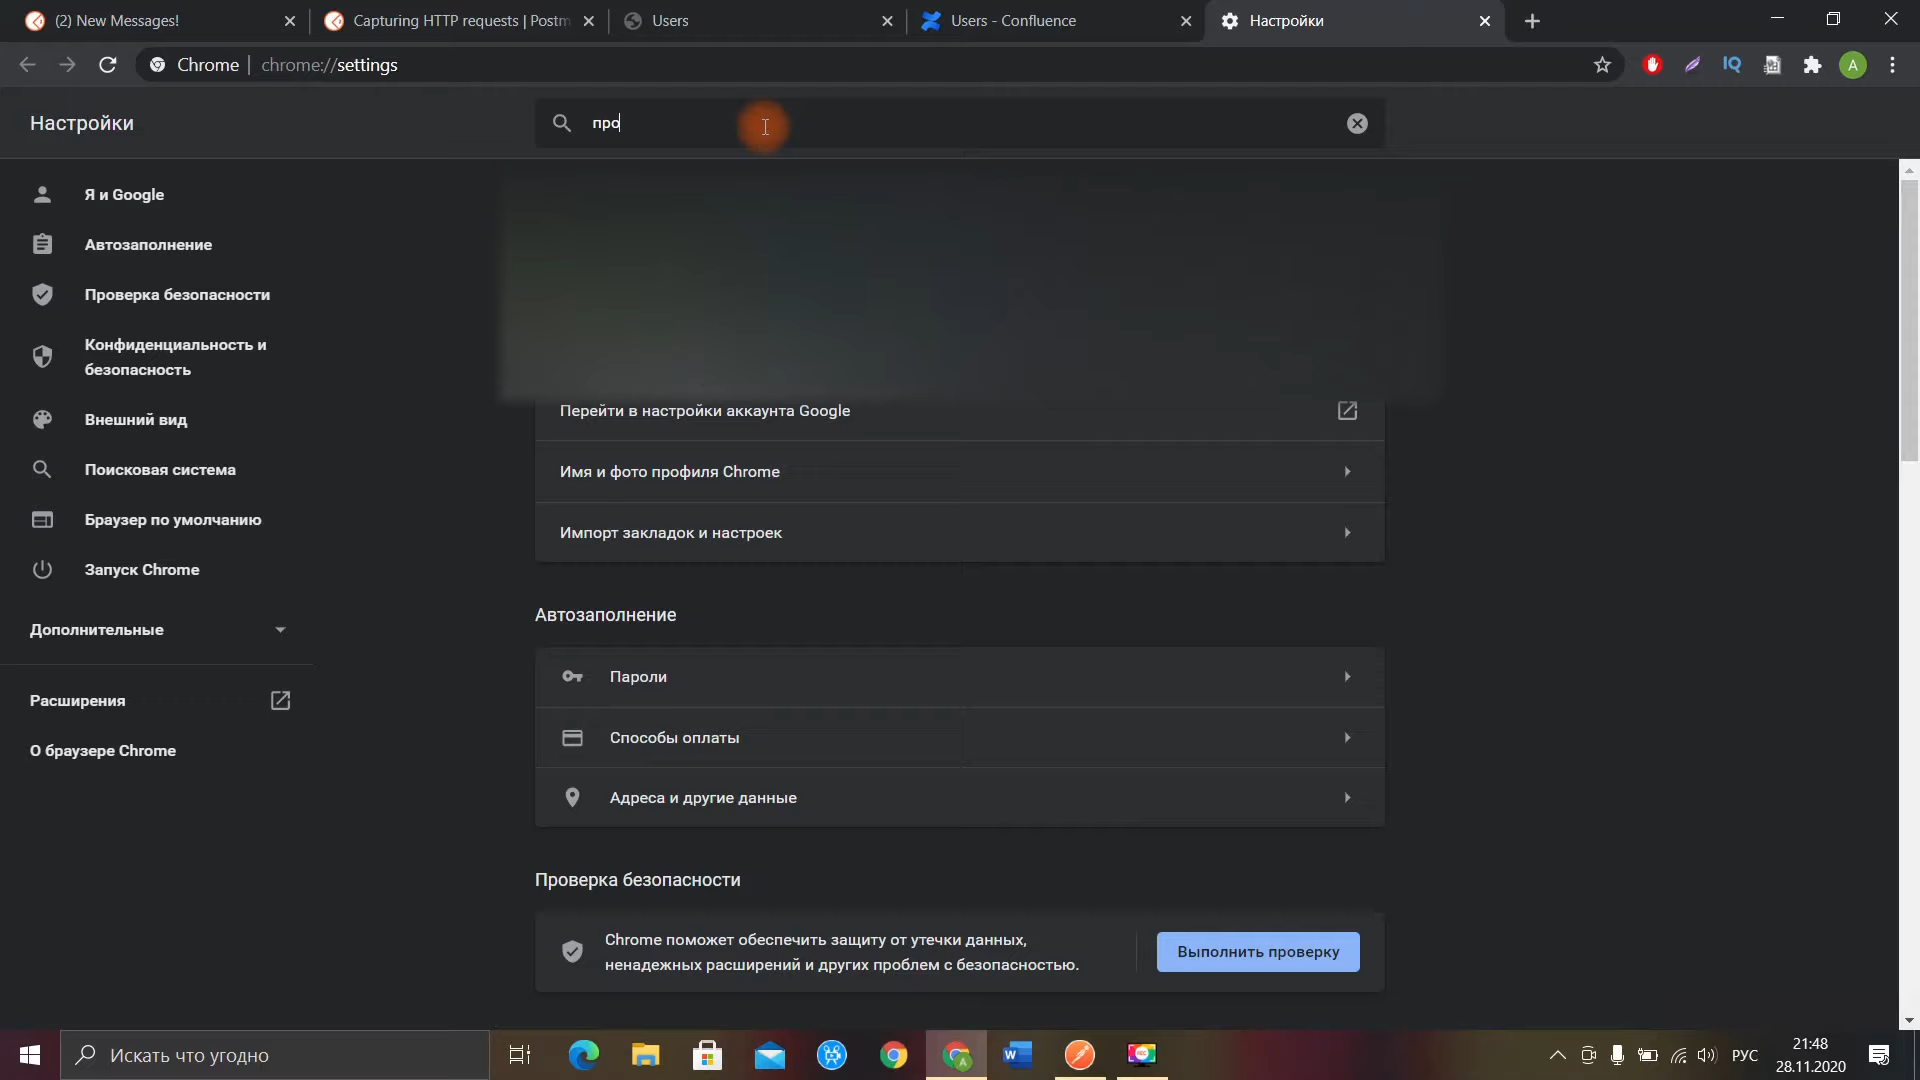 (2) New Messages!
Capturing HTTP requests | Postm
Users
Users - Confluence
Настройки
Chrome
chrome://settings
A
Настройки
про
Я и Google
Автозаполнение
Проверка безопасности
Конфиденциальность и
безопасность
Внешний вид
Поисковая система
Браузер по умолчанию
Запуск Chrome
Дополнительные
Расширения
О браузере Chrome
Перейти в настройки аккаунта Google
Имя и фото профиля Chrome
Импорт закладок и настроек
Автозаполнение
Пароли
Способы оплаты
Адреса и другие данные
Проверка безопасности
Chrome поможет обеспечить защиту от утечки данных,
ненадежных расширений и других проблем с безопасностью.
Выполнить проверку
Искать что угодно
РУС
21:48
28.11.2020